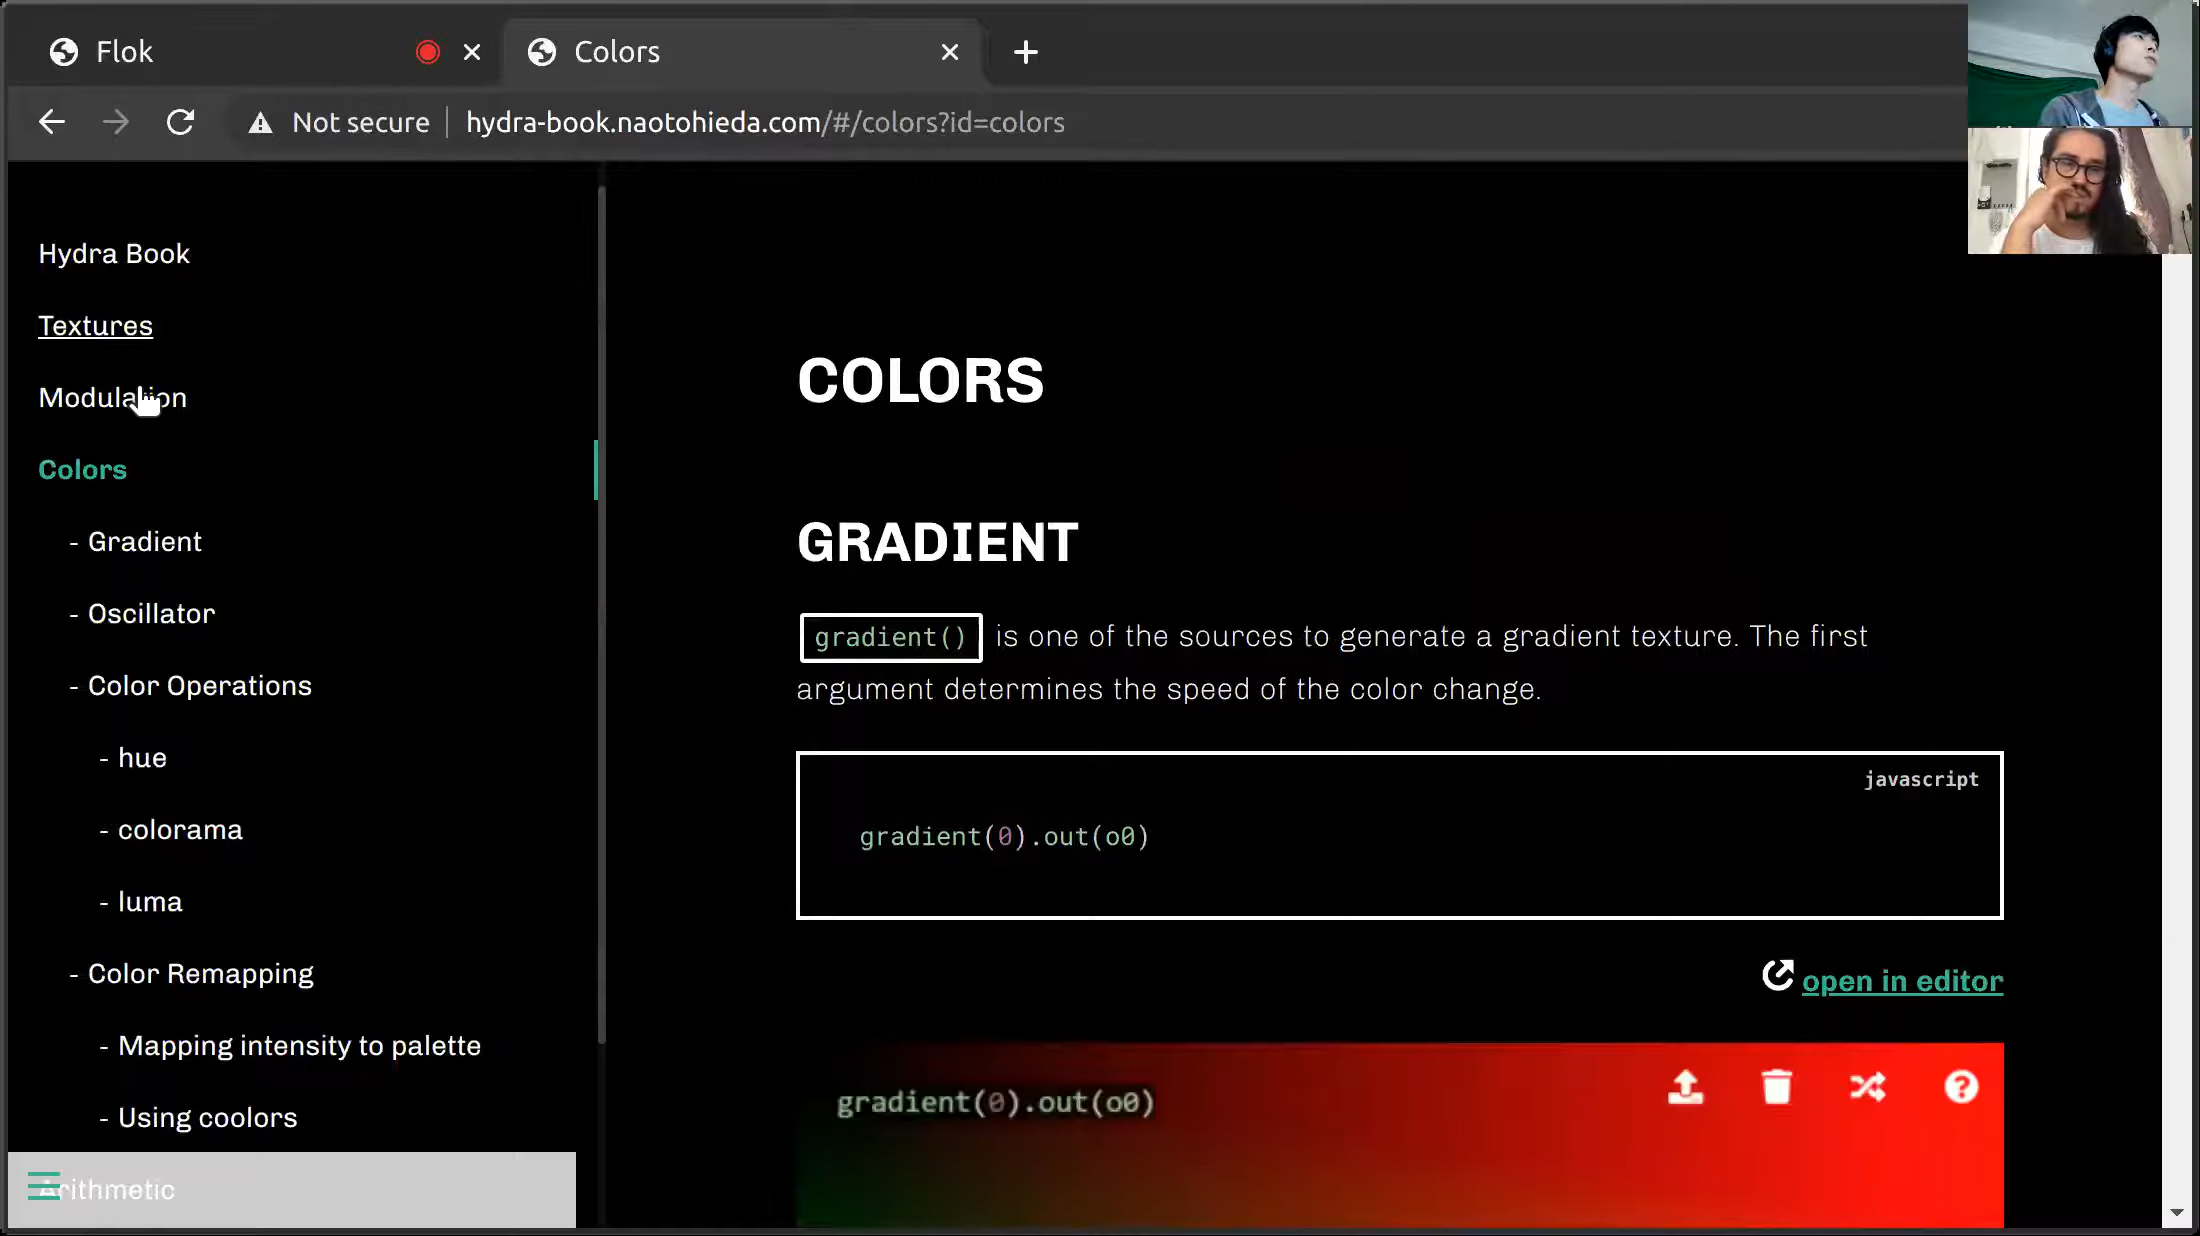 Flok
Colors
Not secure
hydra-book.naotohieda.com/#/colors?id=colors
Hydra Book
Textures
Modulation
Colors
- Gradient
- Oscillator
- Color Operations
- hue
- colorama
- luma
- Color Remapping
- Mapping intensity to palette
- Using coolors
Arithmetic
COLORS
GRADIENT
gradient() is one of the sources to generate a gradient texture. The first
argument determines the speed of the color change.
javascript
gradient(0).out(o0)
open in editor
gradient(0).out(o0)